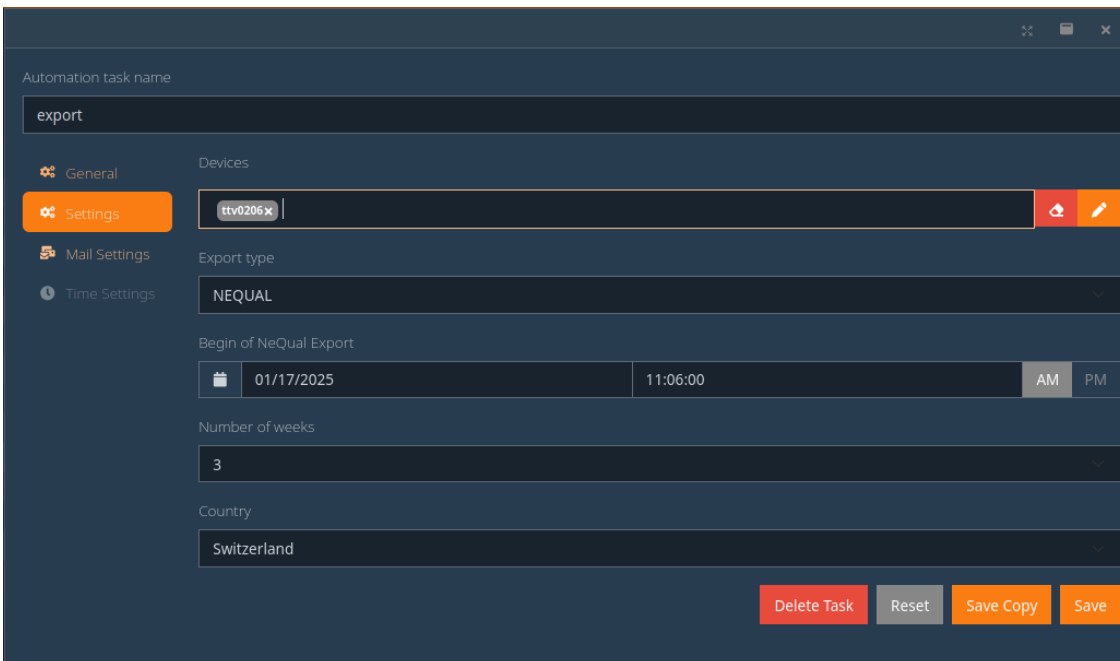 Automation task name
export
General
Settings
Mail Settings
Time Settings
Devices
ttv0206
Export type
NEQUAL
Begin of NeQual Export
01/17/2025 11:06:00 AM PM
Number of weeks
3
Country
Switzerland
Delete Task Reset Save Copy Save